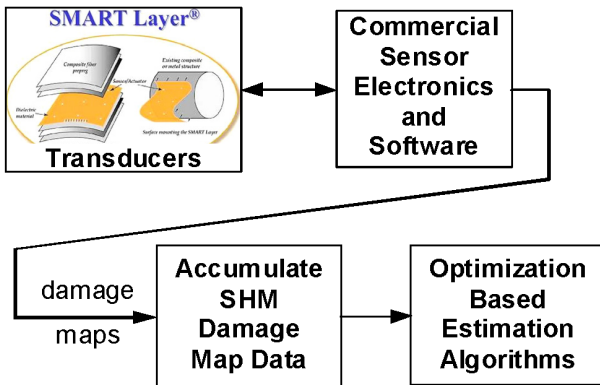 SMART Layer®
Composite fiber
prepreg
Sensor/Actuator
Existing composite
or metal structure
Dielectric
material
Surface mounting the SMART Layer
Transducers
Commercial
Sensor
Electronics
and
Software
damage
maps
Accumulate
SHM
Damage
Map Data
Optimization
Based
Estimation
Algorithms